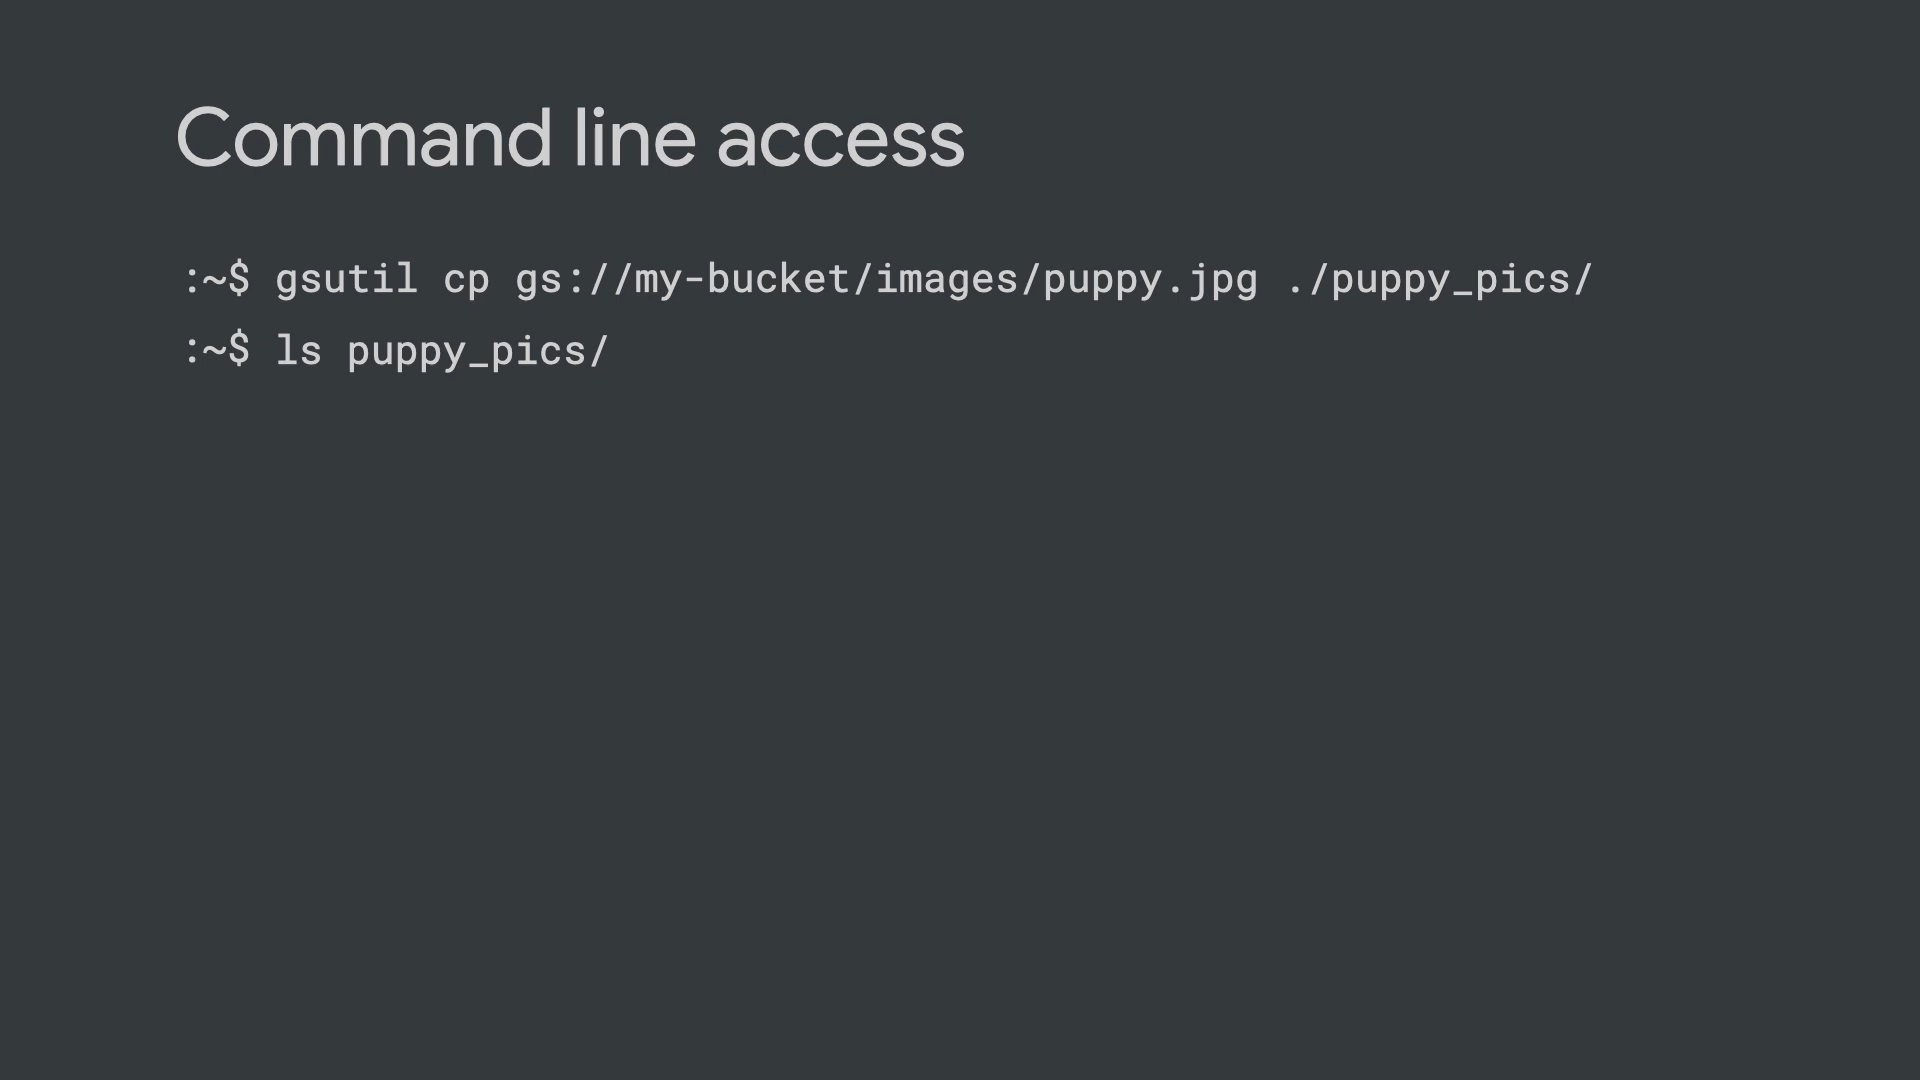 Command line access
:~$ gsutil cp gs://my-bucket/images/puppy.jpg ./puppy_pics/
:~$ ls puppy_pics/